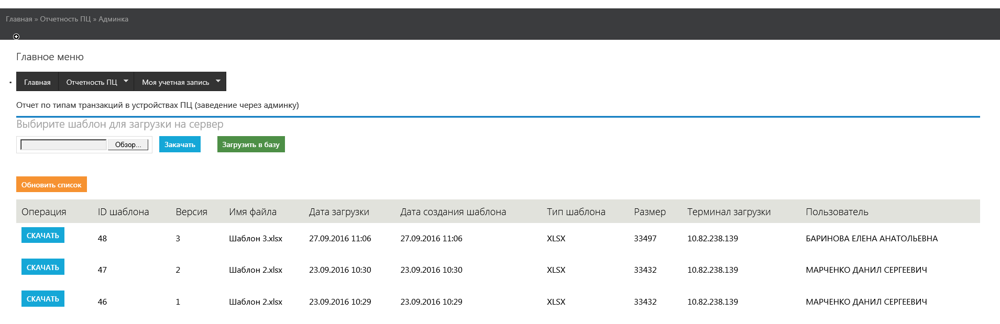 Главная » Отчетность ПЦ » Админка
Главное меню
Главная Отчетность ПЦ Моя учетная запись
Отчет по типам транзакций в устройствах ПЦ (заведение через админку)
Выбирите шаблон для загрузки на сервер
Обзор... Закачать Загрузить в базу
Обновить список
Операция ID шаблона Версия Имя файла Дата загрузки Дата создания шаблона Тип шаблона Размер Терминал загрузки Пользователь
СКАЧАТЬ 48 3 Шаблон 3.xlsx 27.09.2016 11:06 27.09.2016 11:06 XLSX 33497 10.82.238.139 БАРИНОВА ЕЛЕНА АНАТОЛЬЕВНА
СКАЧАТЬ 47 2 Шаблон 2.xlsx 23.09.2016 10:30 23.09.2016 10:30 XLSX 33432 10.82.238.139 МАРЧЕНКО ДАНИЛ СЕРГЕЕВИЧ
СКАЧАТЬ 46 1 Шаблон 2.xlsx 23.09.2016 10:29 23.09.2016 10:29 XLSX 33432 10.82.238.139 МАРЧЕНКО ДАНИЛ СЕРГЕЕВИЧ